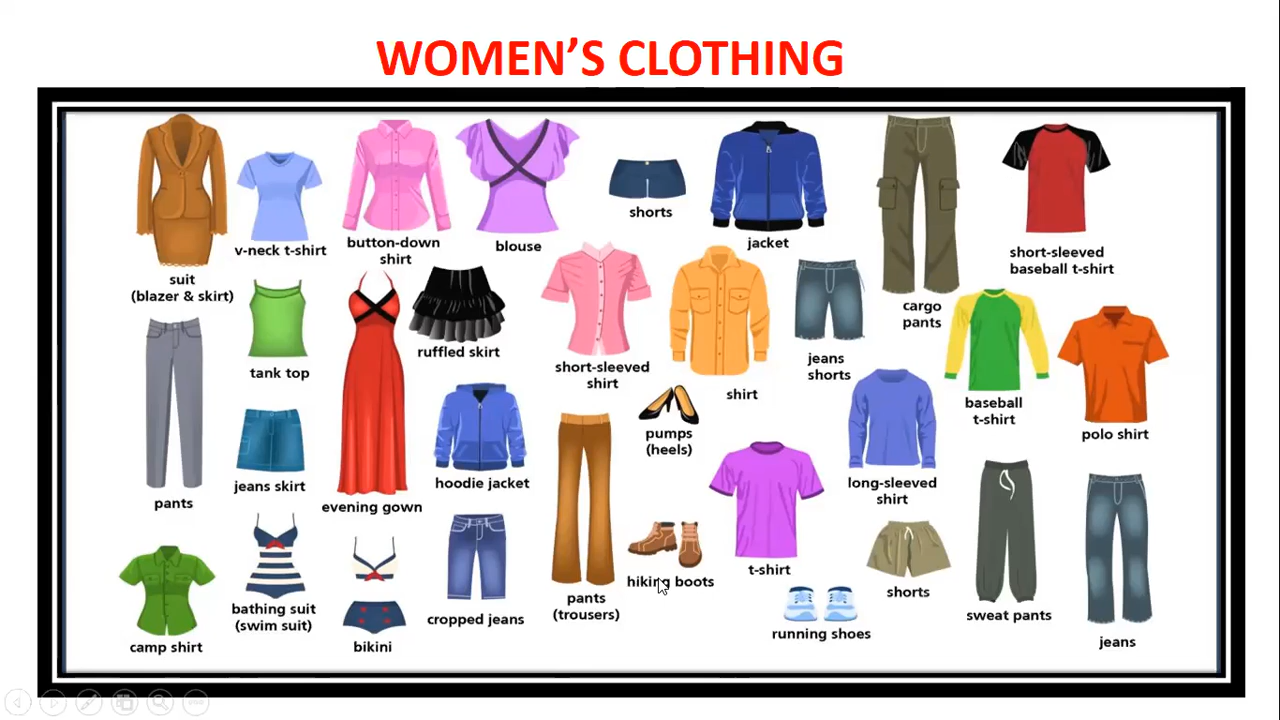 WOMEN'S CLOTHING
suit
(blazer & skirt)
v-neck t-shirt
button-down
shirt
blouse
shorts
jacket
cargo
pants
short-sleeved
baseball t-shirt
pants
tank top
evening gown
ruffled skirt
short-sleeved
shirt
shirt
jeans
shorts
baseball
t-shirt
polo shirt
jeans skirt
hoodie jacket
pumps
(heels)
long-sleeved
shirt
camp shirt
bathing suit
(swim suit)
bikini
cropped jeans
pants
(trousers)
hiking boots
t-shirt
running shoes
shorts
sweat pants
jeans